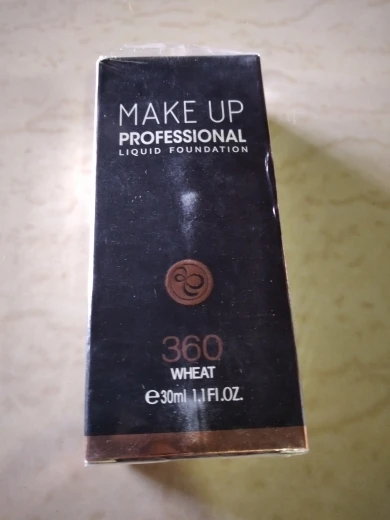 MAKE UP
PROFESSIONAL
LIQUID FOUNDATION
360
WHEAT
℮30ml 1.1Fl.OZ.